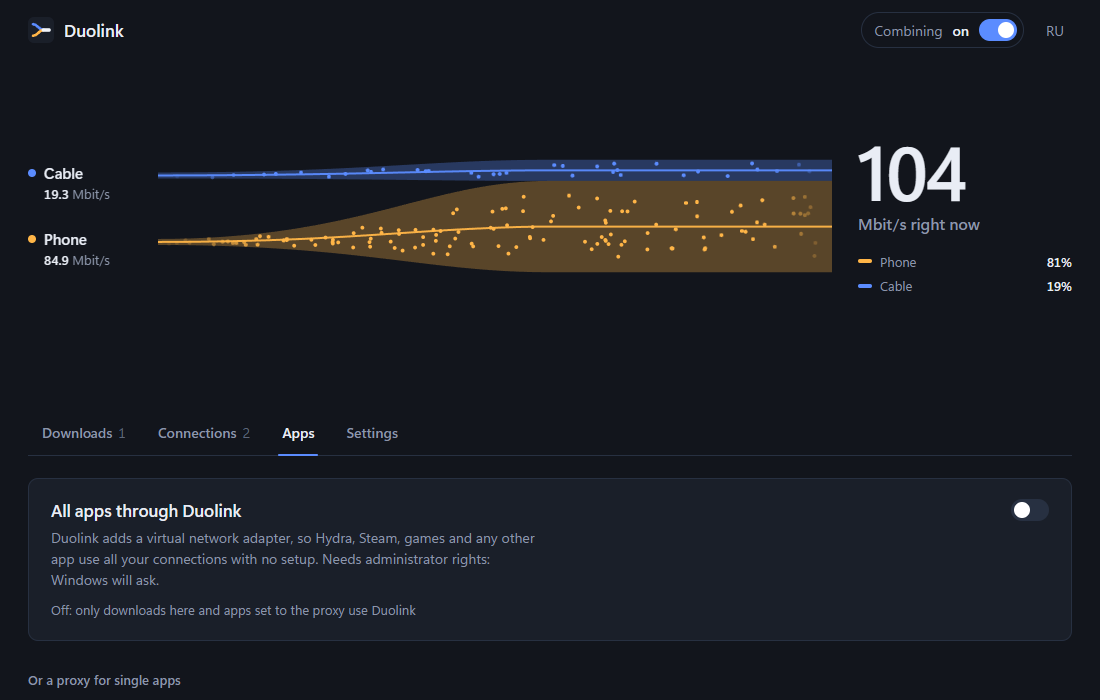 Duolink
Combining on
RU
Cable
19.3 Mbit/s
Phone
84.9 Mbit/s
104
Mbit/s right now
Phone 81%
Cable 19%
Downloads 1
Connections 2
Apps
Settings
All apps through Duolink
Duolink adds a virtual network adapter, so Hydra, Steam, games and any other
app use all your connections with no setup. Needs administrator rights:
Windows will ask.
Off: only downloads here and apps set to the proxy use Duolink
Or a proxy for single apps